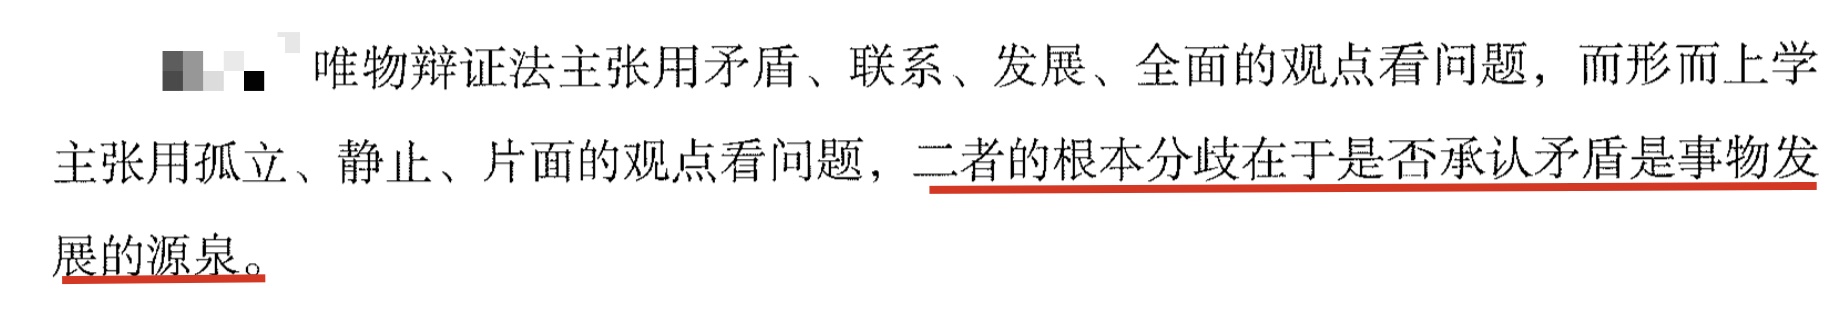 唯物辩证法主张用矛盾、联系、发展、全面的观点看问题，而形而上学
主张用孤立、静止、片面的观点看问题，二者的根本分歧在于是否承认矛盾是事物发
展的源泉。